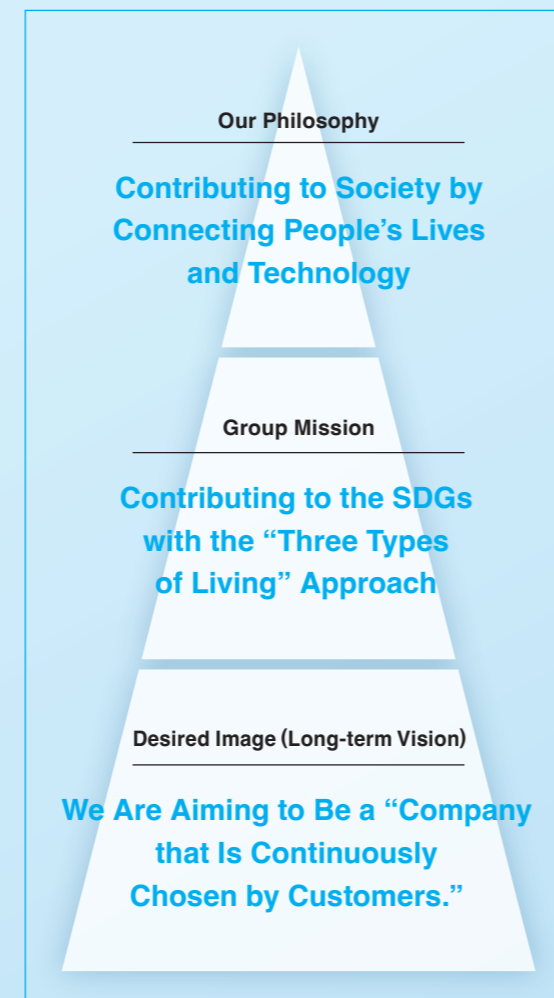 Our Philosophy
Contributing to Society by
Connecting People’s Lives
and Technology
Group Mission
Contributing to the SDGs
with the “Three Types
of Living” Approach
Desired Image (Long-term Vision)
We Are Aiming to Be a “Company
that Is Continuously
Chosen by Customers.”